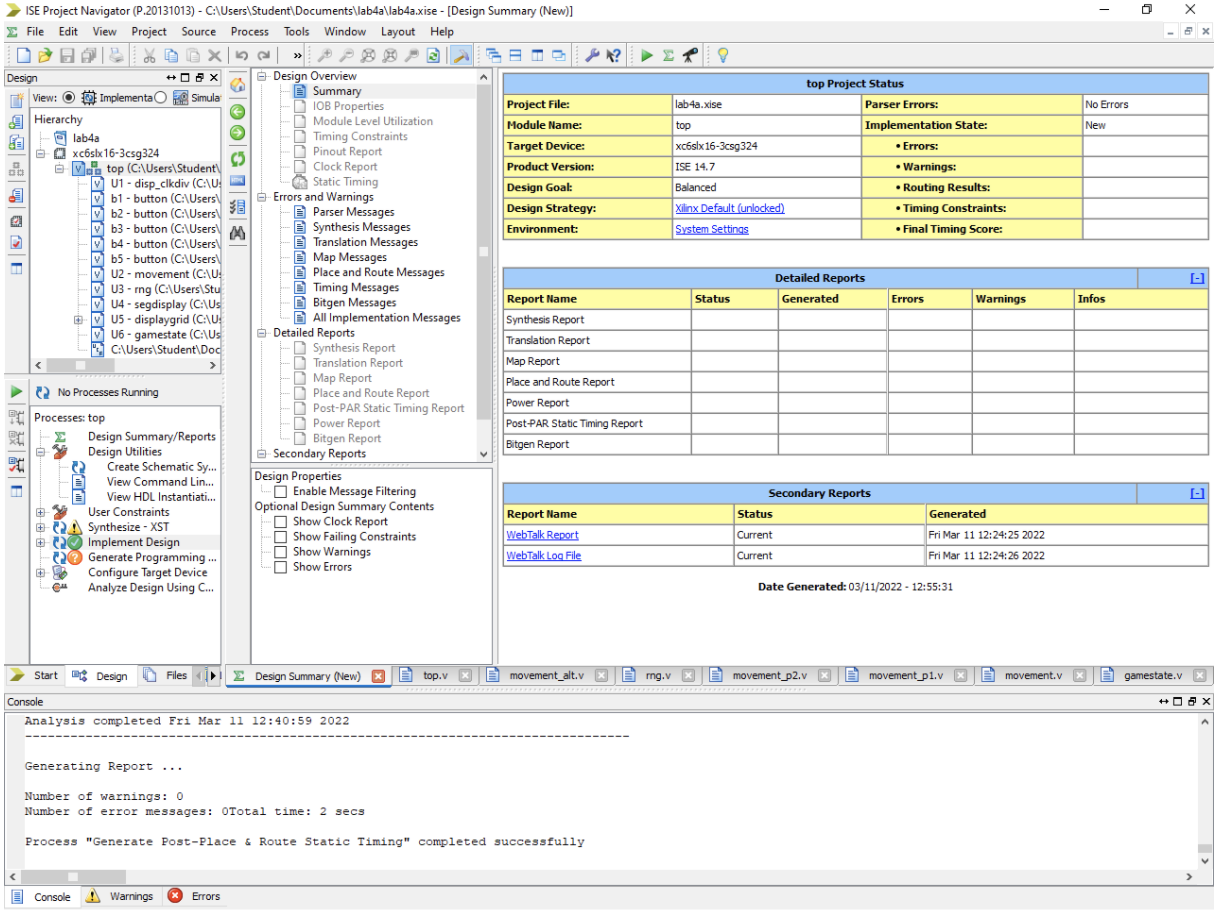 ISE Project Navigator (P.20131013) - C:\Users\Student\Documents\lab4a\lab4a.xise - [Design Summary (New)]
File Edit View Project Source Process Tools Window Layout Help
Design
View: Implementa Simula
Hierarchy
lab4a
xc6slx16-3csg324
top (C:\Users\Student\
U1 - disp_clkdiv (C:\Us
b1 - button (C:\Users\
b2 - button (C:\Users\
b3 - button (C:\Users\
b4 - button (C:\Users\
b5 - button (C:\Users\
U2 - movement (C:\Us
U3 - rng (C:\Users\Stu
U4 - segdisplay (C:\Us
U5 - displaygrid (C:\Us
U6 - gamestate (C:\Us
C:\Users\Student\Doc
No Processes Running
Processes: top
Design Summary/Reports
Design Utilities
Create Schematic Sy...
View Command Lin...
View HDL Instantiati...
User Constraints
Synthesize - XST
Implement Design
Generate Programming ...
Configure Target Device
Analyze Design Using C...
Start Design Files
Design Overview
Summary
IOB Properties
Module Level Utilization
Timing Constraints
Pinout Report
Clock Report
Static Timing
Errors and Warnings
Parser Messages
Synthesis Messages
Translation Messages
Map Messages
Place and Route Messages
Timing Messages
Bitgen Messages
All Implementation Messages
Detailed Reports
Synthesis Report
Translation Report
Map Report
Place and Route Report
Post-PAR Static Timing Report
Power Report
Bitgen Report
Secondary Reports
Design Properties
Enable Message Filtering
Optional Design Summary Contents
Show Clock Report
Show Failing Constraints
Show Warnings
Show Errors
top Project Status
Project File: lab4a.xise Parser Errors: No Errors
Module Name: top Implementation State: New
Target Device: xc6slx16-3csg324 • Errors:
Product Version: ISE 14.7 • Warnings:
Design Goal: Balanced • Routing Results:
Design Strategy: Xilinx Default (unlocked) • Timing Constraints:
Environment: System Settings • Final Timing Score:
Detailed Reports [-]
Report Name Status Generated Errors Warnings Infos
Synthesis Report
Translation Report
Map Report
Place and Route Report
Power Report
Post-PAR Static Timing Report
Bitgen Report
Secondary Reports [-]
Report Name Status Generated
WebTalk Report Current Fri Mar 11 12:24:25 2022
WebTalk Log File Current Fri Mar 11 12:24:26 2022
Date Generated: 03/11/2022 - 12:55:31
Design Summary (New) top.v movement_alt.v rng.v movement_p2.v movement_p1.v movement.v gamestate.v
Console
Analysis completed Fri Mar 11 12:40:59 2022
--------------------------------------------------------------------------------
Generating Report ...
Number of warnings: 0
Number of error messages: 0Total time: 2 secs
Process "Generate Post-Place & Route Static Timing" completed successfully
Console Warnings Errors